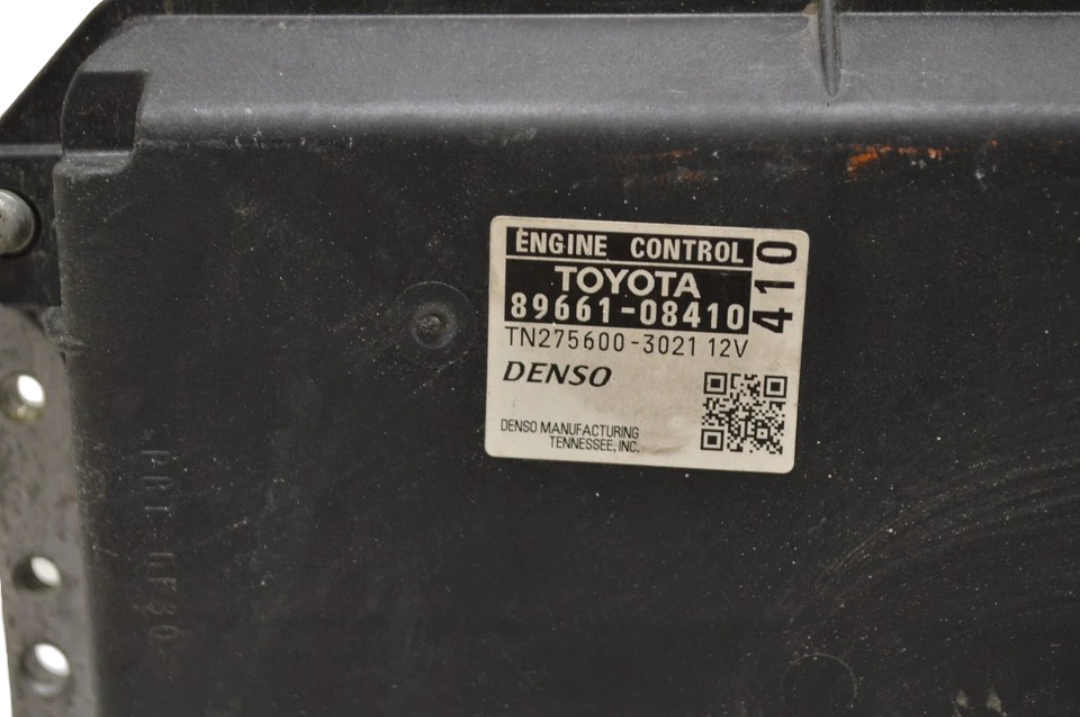 ENGINE CONTROL
TOYOTA
89661-08410
410
TN275600-3021 12V
DENSO
DENSO MANUFACTURING
TENNESSEE, INC.